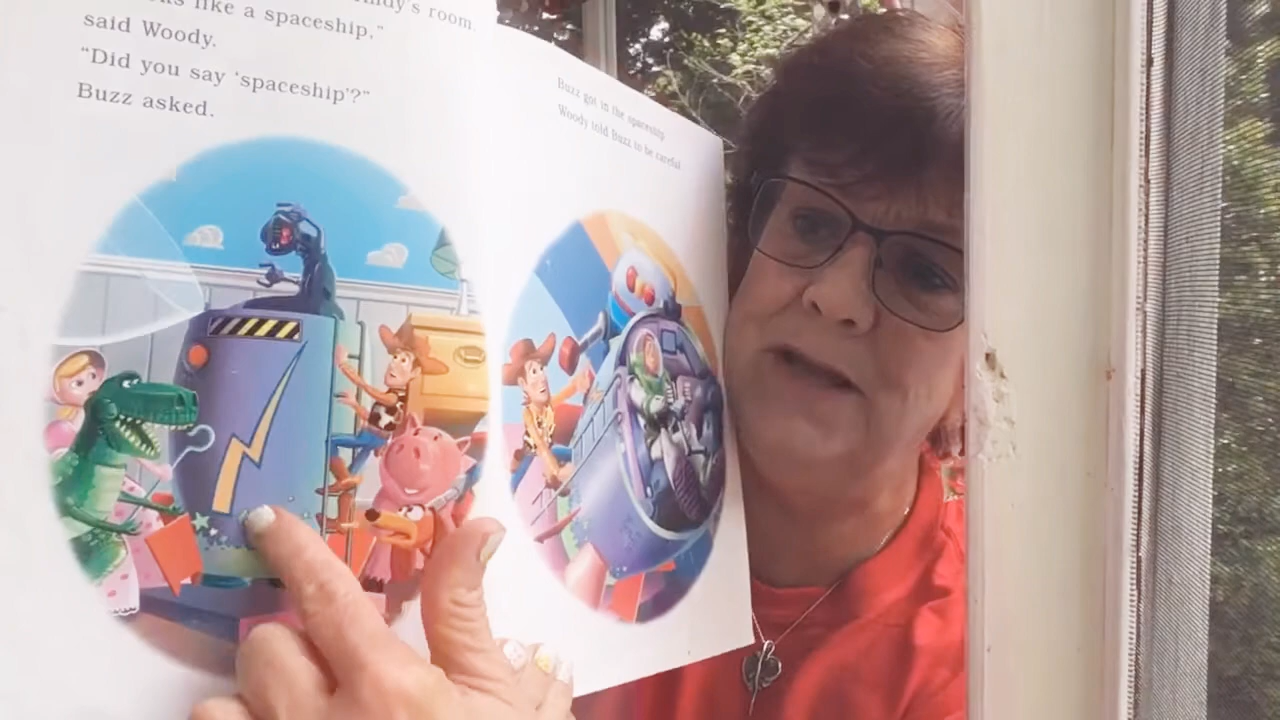 room
like a spaceship,"
said Woody.
"Did you say 'spaceship'?"
Buzz asked.
Buzz got in the spaceship.
Woody told Buzz to be careful.